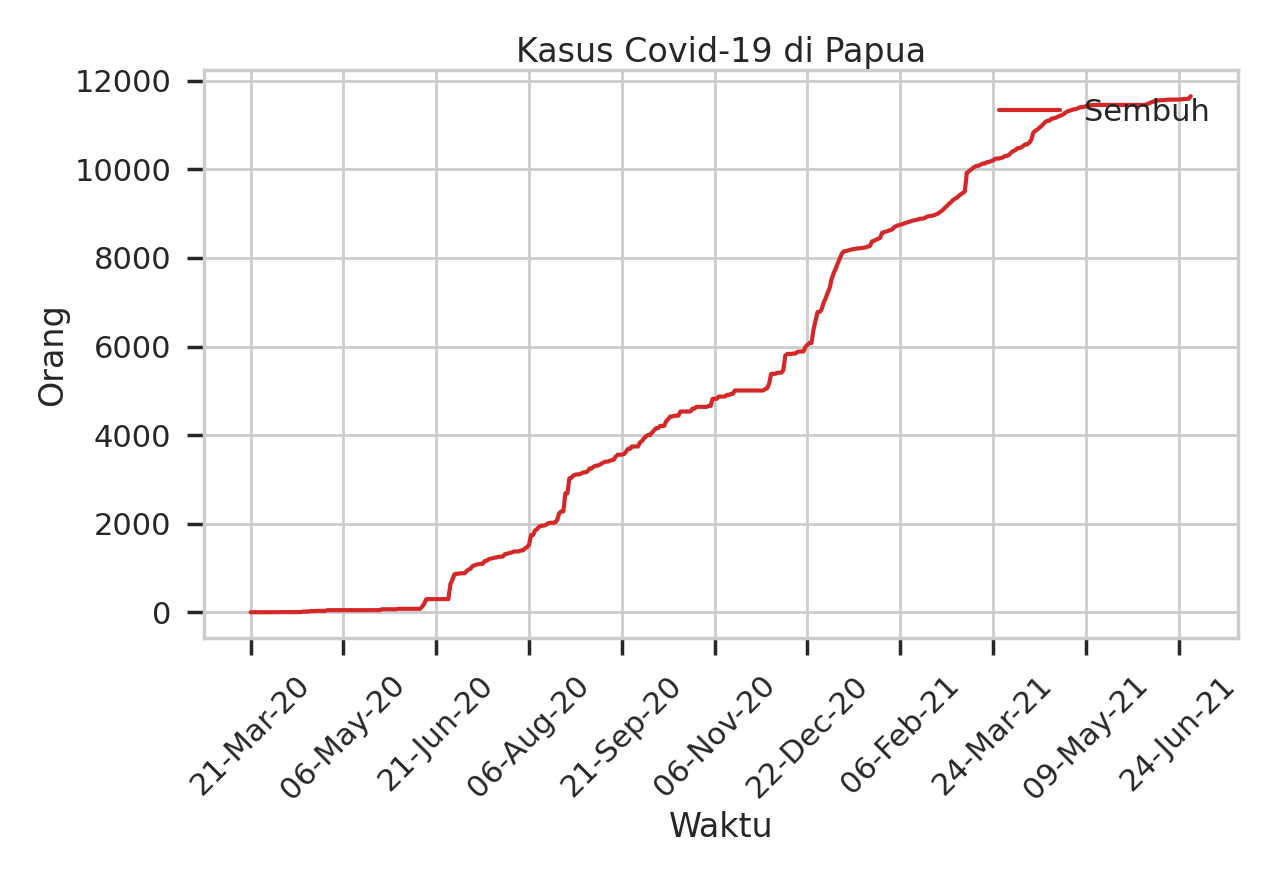 Kasus Covid-19 di Papua
Sembuh
Orang
12000
10000
8000
6000
4000
2000
0
21-Mar-20
06-May-20
21-Jun-20
06-Aug-20
21-Sep-20
06-Nov-20
22-Dec-20
06-Feb-21
24-Mar-21
09-May-21
24-Jun-21
Waktu